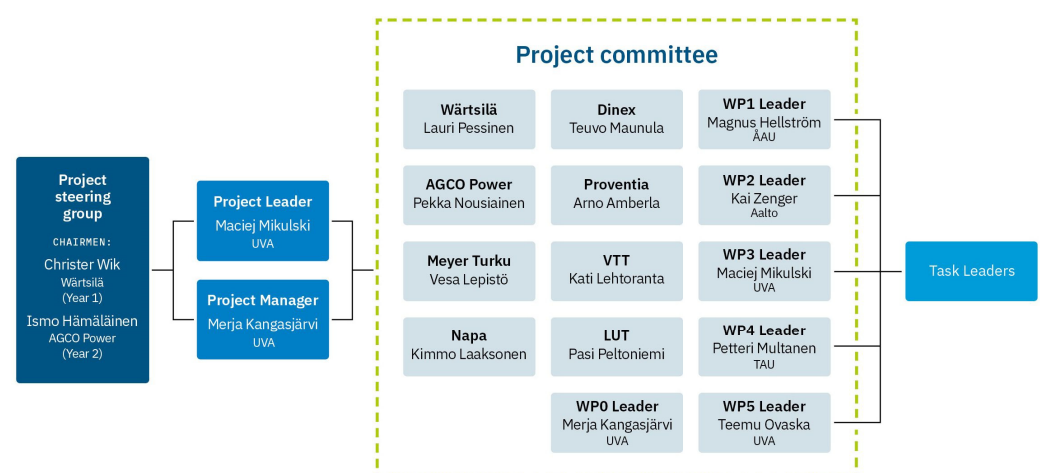 Project committee
Project
steering
group
CHAIRMEN:
Christer Wik
Wärtsilä
(Year 1)
Ismo Hämäläinen
AGCO Power
(Year 2)
Project Leader
Maciej Mikulski
UVA
Project Manager
Merja Kangasjärvi
UVA
Wärtsilä
Lauri Pessinen
Dinex
Teuvo Maunula
WP1 Leader
Magnus Hellström
ÅAU
AGCO Power
Pekka Nousiainen
Proventia
Arno Amberla
WP2 Leader
Kai Zenger
Aalto
Meyer Turku
Vesa Lepistö
VTT
Kati Lehtoranta
WP3 Leader
Maciej Mikulski
UVA
Napa
Kimmo Laaksonen
LUT
Pasi Peltoniemi
WP4 Leader
Petteri Multanen
TAU
WP0 Leader
Merja Kangasjärvi
UVA
WP5 Leader
Teemu Ovaska
UVA
Task Leaders